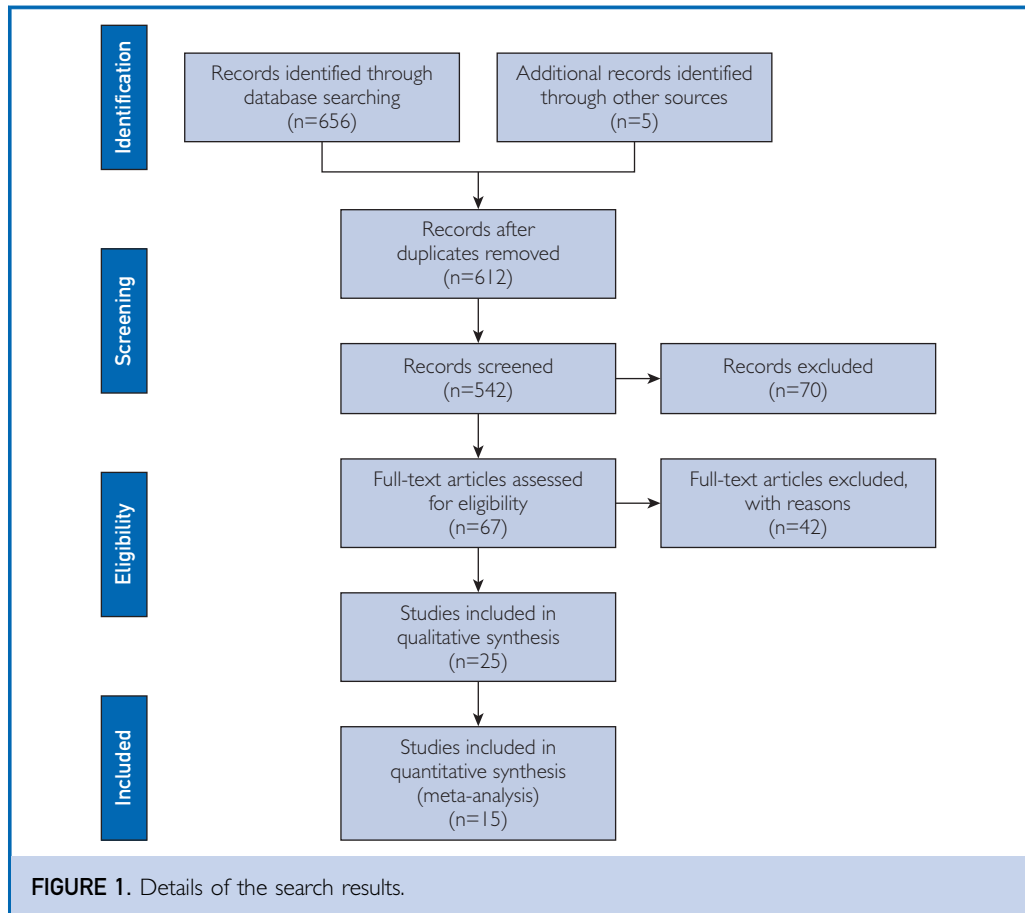 Identification
Records identified through
database searching
(n=656)
Additional records identified
through other sources
(n=5)
Screening
Records after
duplicates removed
(n=612)
Records screened
(n=542)
Records excluded
(n=70)
Eligibility
Full-text articles assessed
for eligibility
(n=67)
Full-text articles excluded,
with reasons
(n=42)
Studies included in
qualitative synthesis
(n=25)
Included
Studies included in
quantitative synthesis
(meta-analysis)
(n=15)
FIGURE 1. Details of the search results.